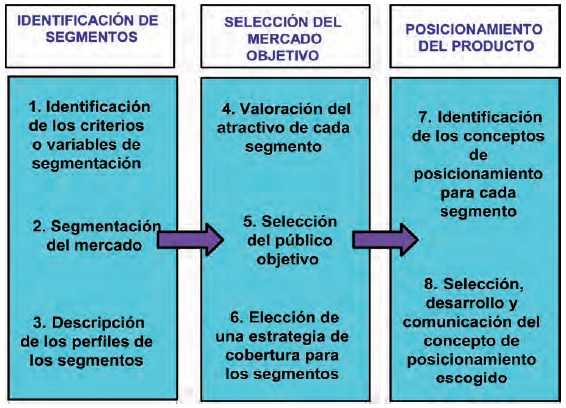 IDENTIFICACIÓN DE
SEGMENTOS
1. Identificación
de los criterios
o variables de
segmentación
2. Segmentación
del mercado
3. Descripción
de los perfiles de
los segmentos
SELECCIÓN DEL
MERCADO
OBJETIVO
4. Valoración del
atractivo de cada
segmento
5. Selección
del público
objetivo
6. Elección de
una estrategia de
cobertura para
los segmentos
POSICIONAMIENTO
DEL PRODUCTO
7. Identificación
de los conceptos
de
posicionamiento
para cada
segmento
8. Selección,
desarrollo y
comunicación del
concepto de
posicionamiento
escogido